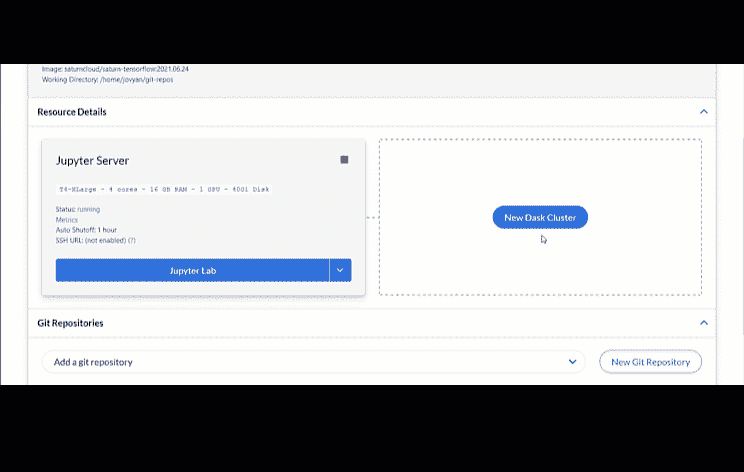 Image: saturncloud/saturn-tensorflow:2021.06.24
Working Directory: /home/jovyan/git-repos
Resource Details
Jupyter Server
T4-XLarge - 4 cores - 16 GB RAM - 1 GPU - 40Gi Disk
Status: running
Metrics
Auto Shutoff: 1 hour
SSH URL: (not enabled) (?)
Jupyter Lab
New Dask Cluster
Git Repositories
Add a git repository
New Git Repository